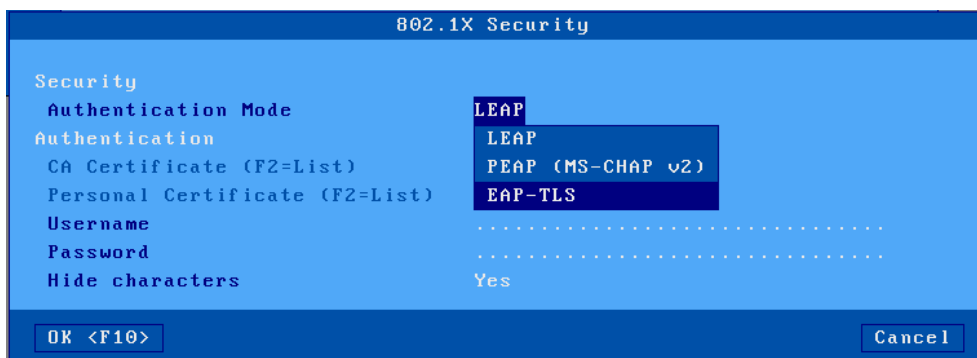 802.1X Security
Security
Authentication Mode LEAP
Authentication LEAP
CA Certificate (F2=List) PEAP (MS-CHAP v2)
Personal Certificate (F2=List) EAP-TLS
Username ................................
Password ................................
Hide characters Yes
OK <F10> Cancel